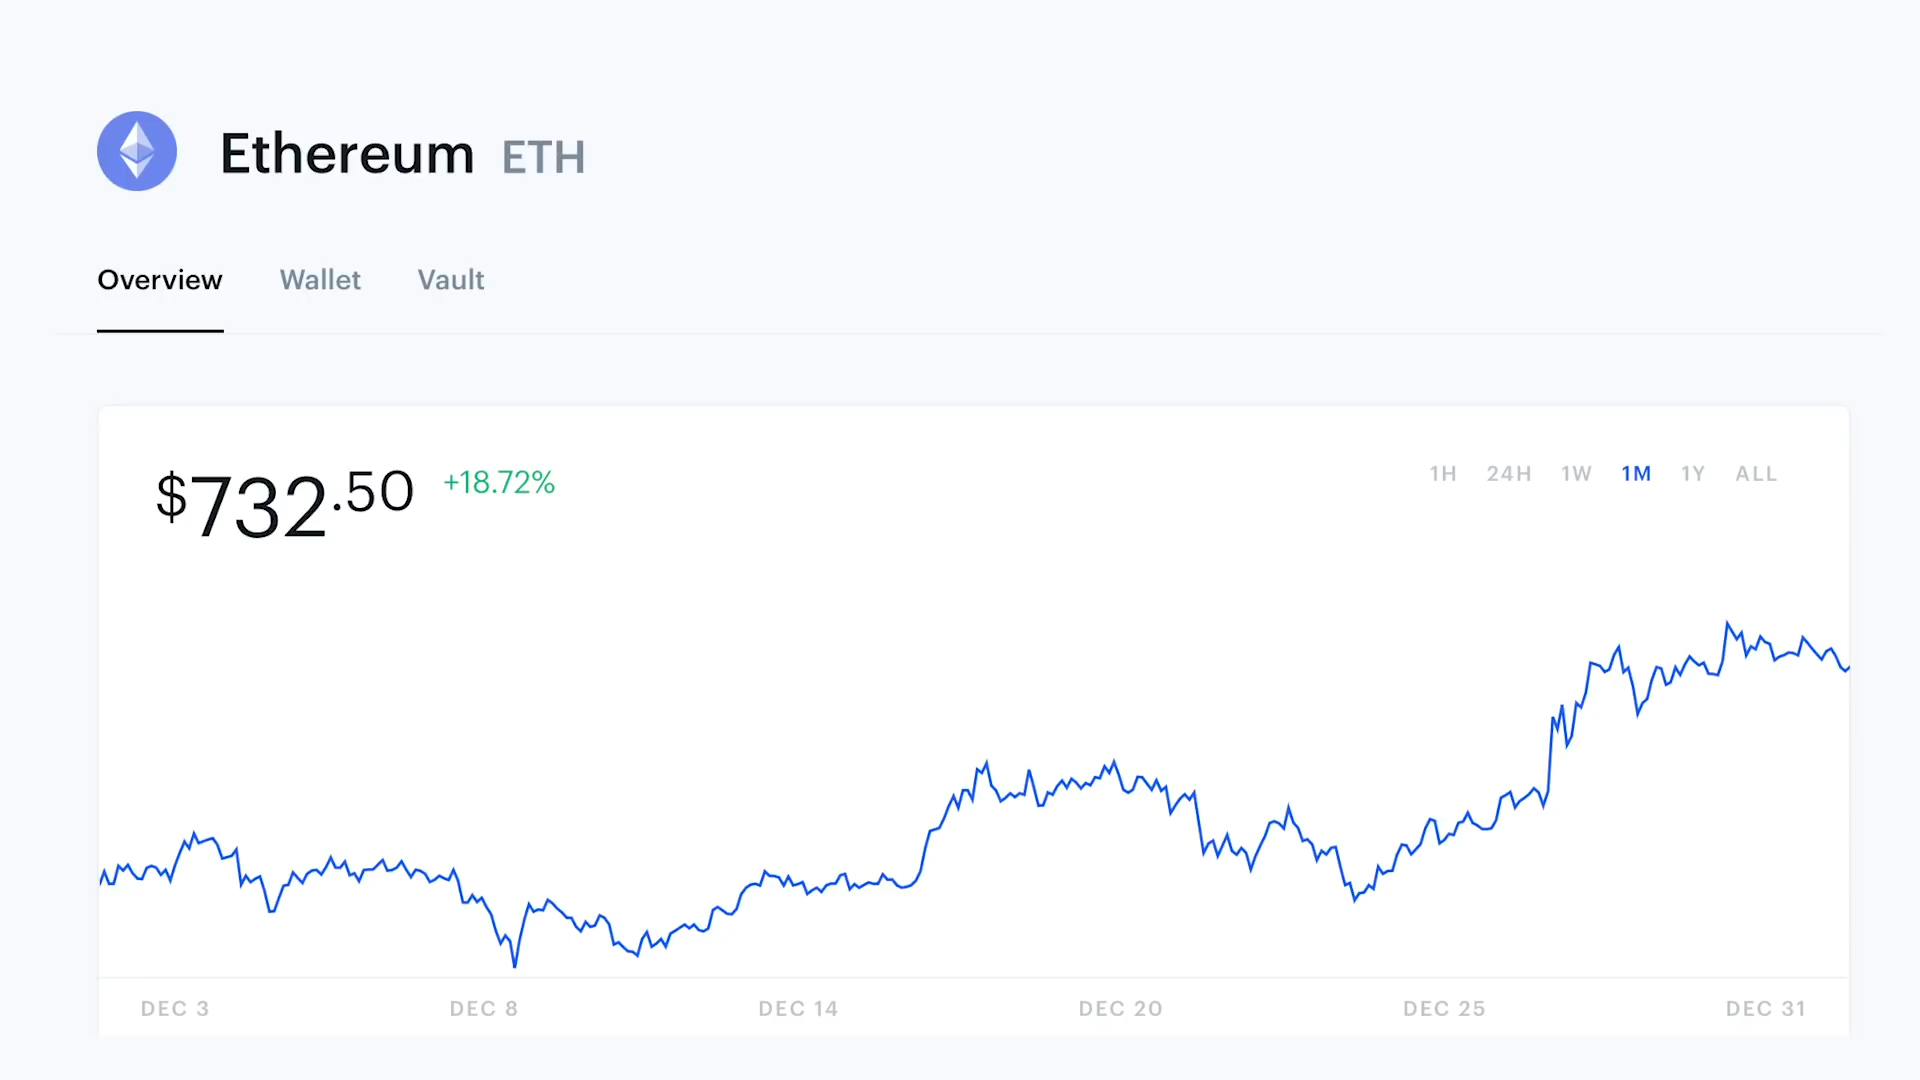 Ethereum ETH
Overview Wallet Vault
$732.50 +18.72%
1H 24H 1W 1M 1Y ALL
DEC 3 DEC 8 DEC 14 DEC 20 DEC 25 DEC 31